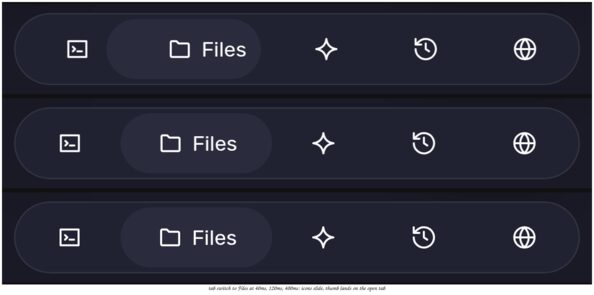 Files
Files
Files
tab switch to Files at 40ms, 120ms, 400ms: icons slide, thumb lands on the open tab